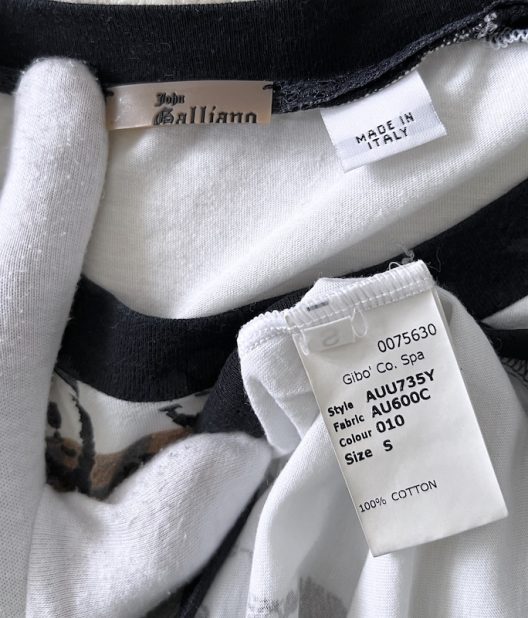 John
Galliano
MADE IN
ITALY
S
0075630
Gibo' Co. Spa
Style AUU735Y
Fabric AU600C
Colour 010
Size S
100% COTTON